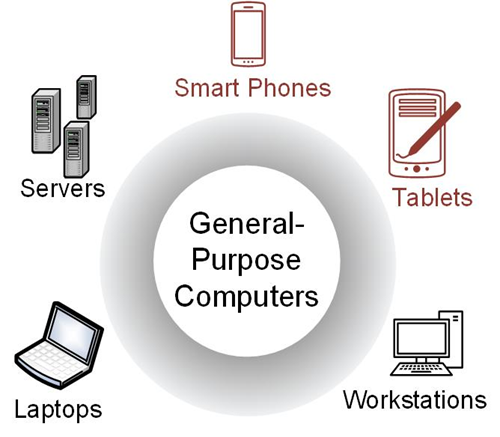 Smart Phones
Servers
Tablets
General-
Purpose
Computers
Laptops
Workstations